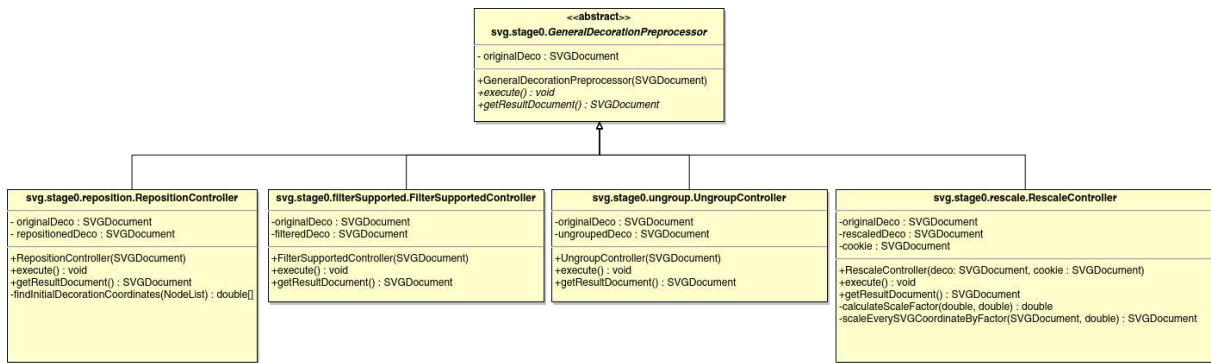 <<abstract>>
svg.stage0.GeneralDecorationPreprocessor
- originalDeco : SVGDocument
+GeneralDecorationPreprocessor(SVGDocument)
+execute() : void
+getResultDocument() : SVGDocument
svg.stage0.reposition.RepositionController
- originalDeco : SVGDocument
- repositionedDeco : SVGDocument
+RepositionController(SVGDocument)
+execute() : void
+getResultDocument() : SVGDocument
-findInitialDecorationCoordinates(NodeList) : double[]
svg.stage0.filterSupported.FilterSupportedController
-originalDeco : SVGDocument
-filteredDeco : SVGDocument
+FilterSupportedController(SVGDocument)
+execute() : void
+getResultDocument() : SVGDocument
svg.stage0.ungroup.UngroupController
-originalDeco : SVGDocument
-ungroupedDeco : SVGDocument
+UngroupController(SVGDocument)
+execute() : void
+getResultDocument() : SVGDocument
svg.stage0.rescale.RescaleController
-originalDeco : SVGDocument
-rescaledDeco : SVGDocument
-cookie : SVGDocument
+RescaleController(deco: SVGDocument, cookie : SVGDocument)
+execute() : void
+getResultDocument() : SVGDocument
-calculateScaleFactor(double, double) : double
-scaleEverySVGCoordinateByFactor(SVGDocument, double) : SVGDocument